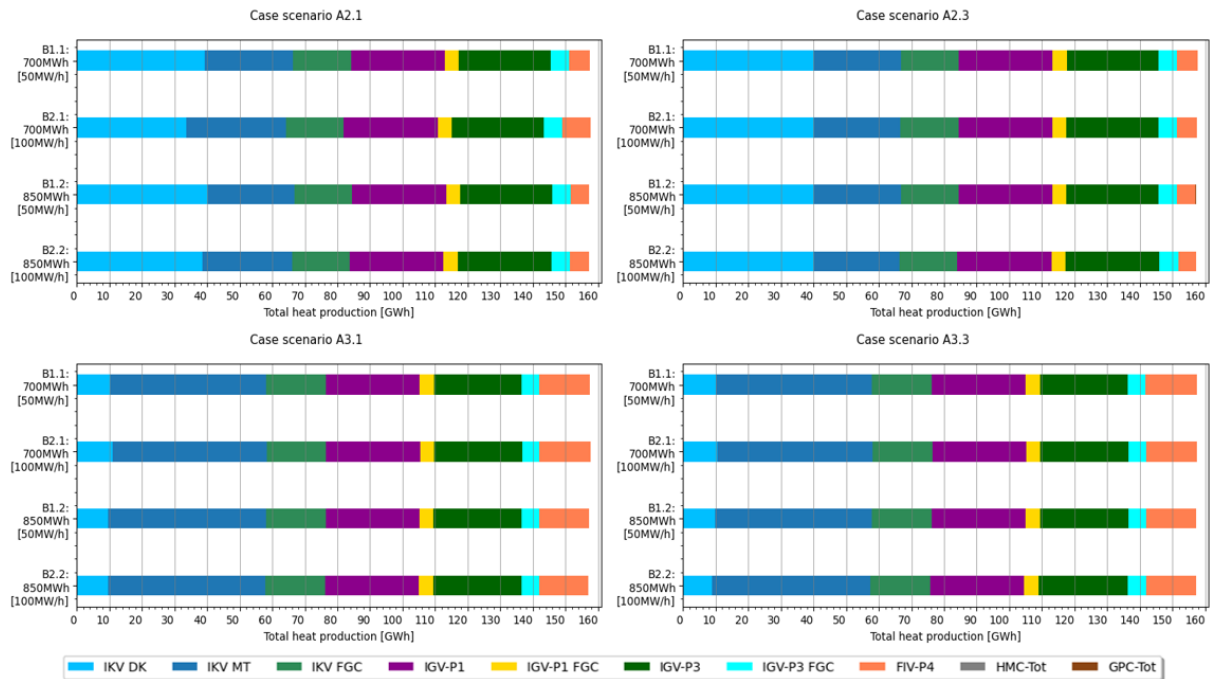 Case scenario A2.1
B1.1:
700MWh
[50MW/h]
B2.1:
700MWh
[100MW/h]
B1.2:
850MWh
[50MW/h]
B2.2:
850MWh
[100MW/h]
0 10 20 30 40 50 60 70 80 90 100 110 120 130 140 150 160
Total heat production [GWh]
Case scenario A2.3
B1.1:
700MWh
[50MW/h]
B2.1:
700MWh
[100MW/h]
B1.2:
850MWh
[50MW/h]
B2.2:
850MWh
[100MW/h]
0 10 20 30 40 50 60 70 80 90 100 110 120 130 140 150 160
Total heat production [GWh]
Case scenario A3.1
B1.1:
700MWh
[50MW/h]
B2.1:
700MWh
[100MW/h]
B1.2:
850MWh
[50MW/h]
B2.2:
850MWh
[100MW/h]
0 10 20 30 40 50 60 70 80 90 100 110 120 130 140 150 160
Total heat production [GWh]
Case scenario A3.3
B1.1:
700MWh
[50MW/h]
B2.1:
700MWh
[100MW/h]
B1.2:
850MWh
[50MW/h]
B2.2:
850MWh
[100MW/h]
0 10 20 30 40 50 60 70 80 90 100 110 120 130 140 150 160
Total heat production [GWh]
IKV DK IKV MT IKV FGC IGV-P1 IGV-P1 FGC IGV-P3 IGV-P3 FGC FIV-P4 HMC-Tot GPC-Tot